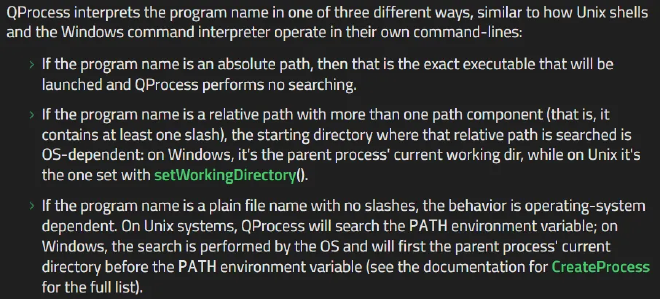 QProcess interprets the program name in one of three different ways, similar to how Unix shells
and the Windows command interpreter operate in their own command-lines:
› If the program name is an absolute path, then that is the exact executable that will be
launched and QProcess performs no searching.
› If the program name is a relative path with more than one path component (that is, it
contains at least one slash), the starting directory where that relative path is searched is
OS-dependent: on Windows, it's the parent process' current working dir, while on Unix it's
the one set with setWorkingDirectory().
› If the program name is a plain file name with no slashes, the behavior is operating-system
dependent. On Unix systems, QProcess will search the PATH environment variable; on
Windows, the search is performed by the OS and will first the parent process' current
directory before the PATH environment variable (see the documentation for CreateProcess
for the full list).